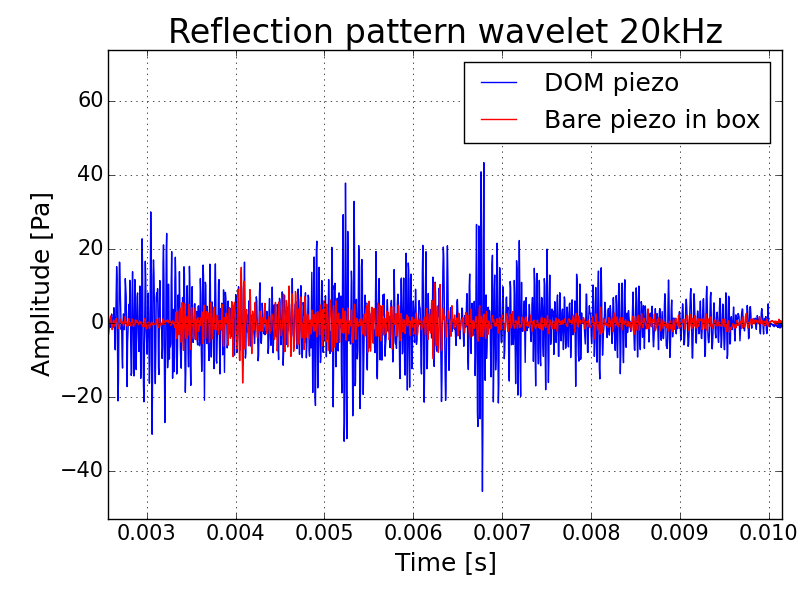 Reflection pattern wavelet 20kHz
DOM piezo
Bare piezo in box
60
40
20
0
−20
−40
Amplitude [Pa]
0.003 0.004 0.005 0.006 0.007 0.008 0.009 0.010
Time [s]